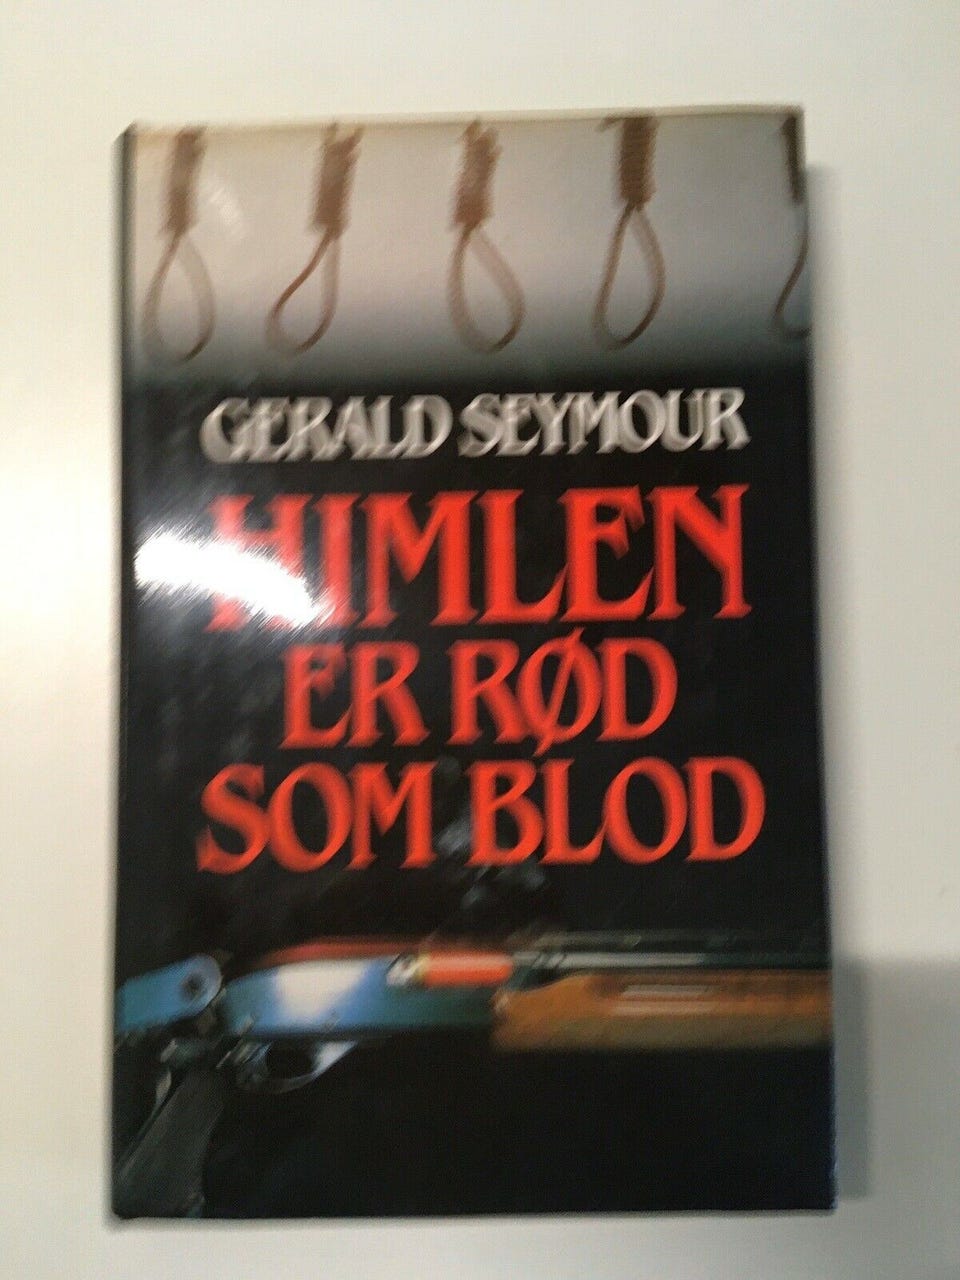 GERALD SEYMOUR
HIMLEN
ER RØD
SOM BLOD